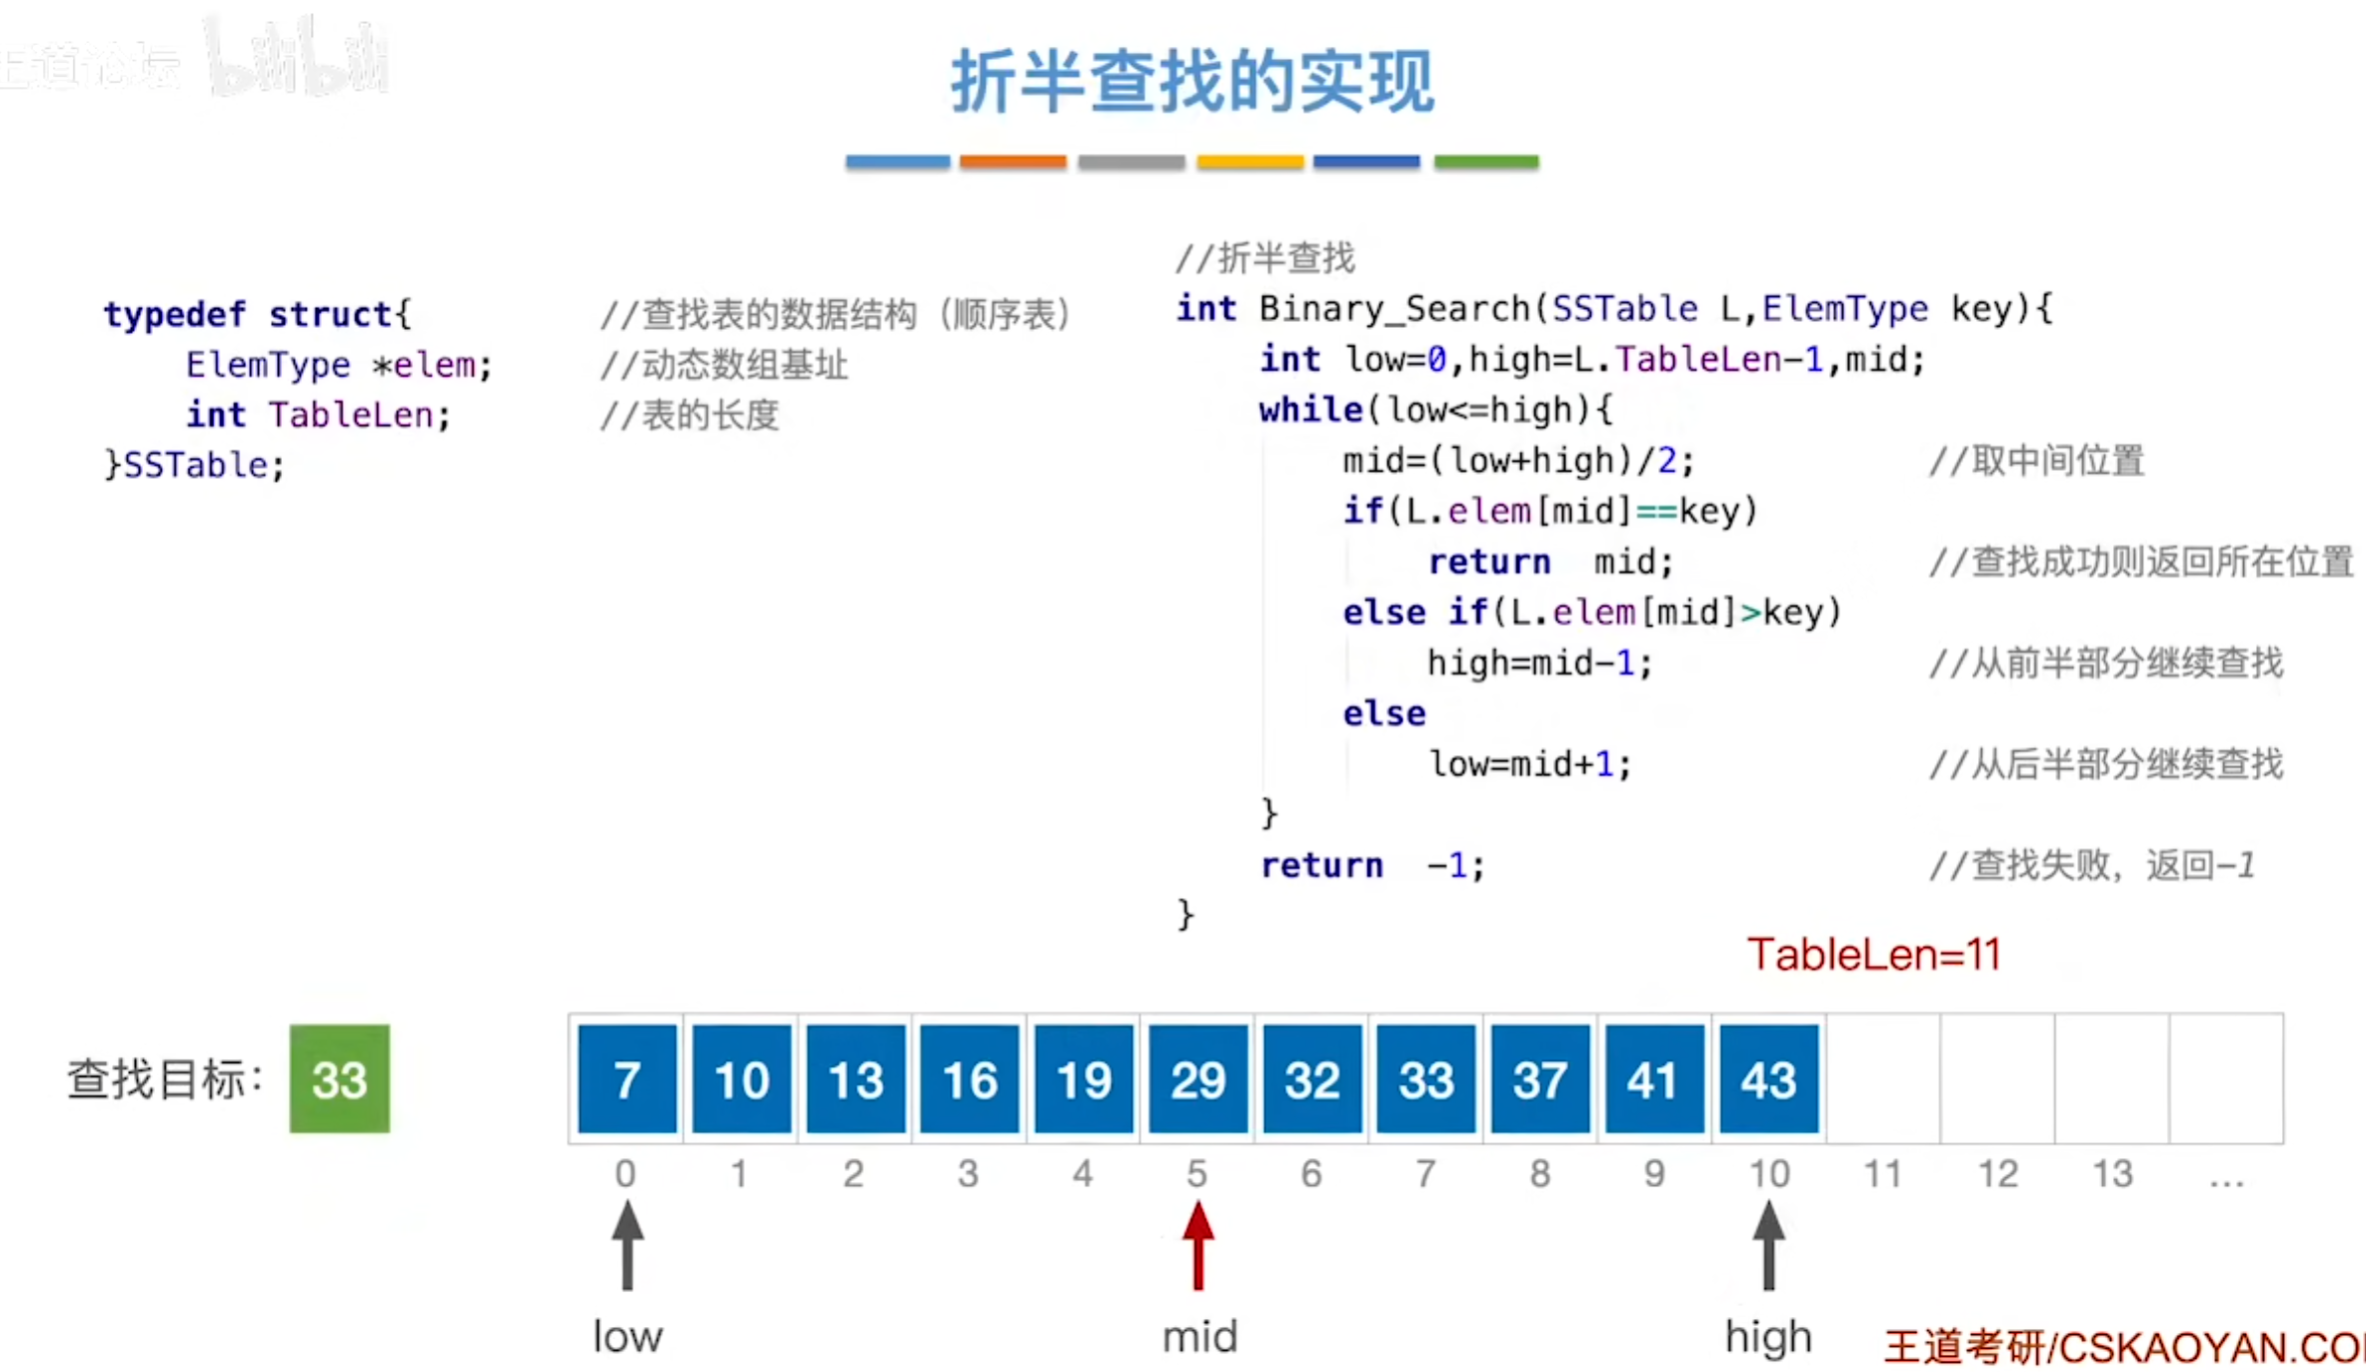 王道论坛 bilibili
折半查找的实现
typedef struct{ //查找表的数据结构（顺序表）
ElemType *elem; //动态数组基址
int TableLen; //表的长度
}SSTable;
//折半查找
int Binary_Search(SSTable L,ElemType key){
int low=0,high=L.TableLen-1,mid;
while(low<=high){
mid=(low+high)/2; //取中间位置
if(L.elem[mid]==key)
return mid; //查找成功则返回所在位置
else if(L.elem[mid]>key)
high=mid-1; //从前半部分继续查找
else
low=mid+1; //从后半部分继续查找
}
return -1; //查找失败，返回-1
}
TableLen=11
查找目标： 33 7 10 13 16 19 29 32 33 37 41 43
0 1 2 3 4 5 6 7 8 9 10 11 12 13 ...
low mid high
王道考研/CSKAOYAN.CO